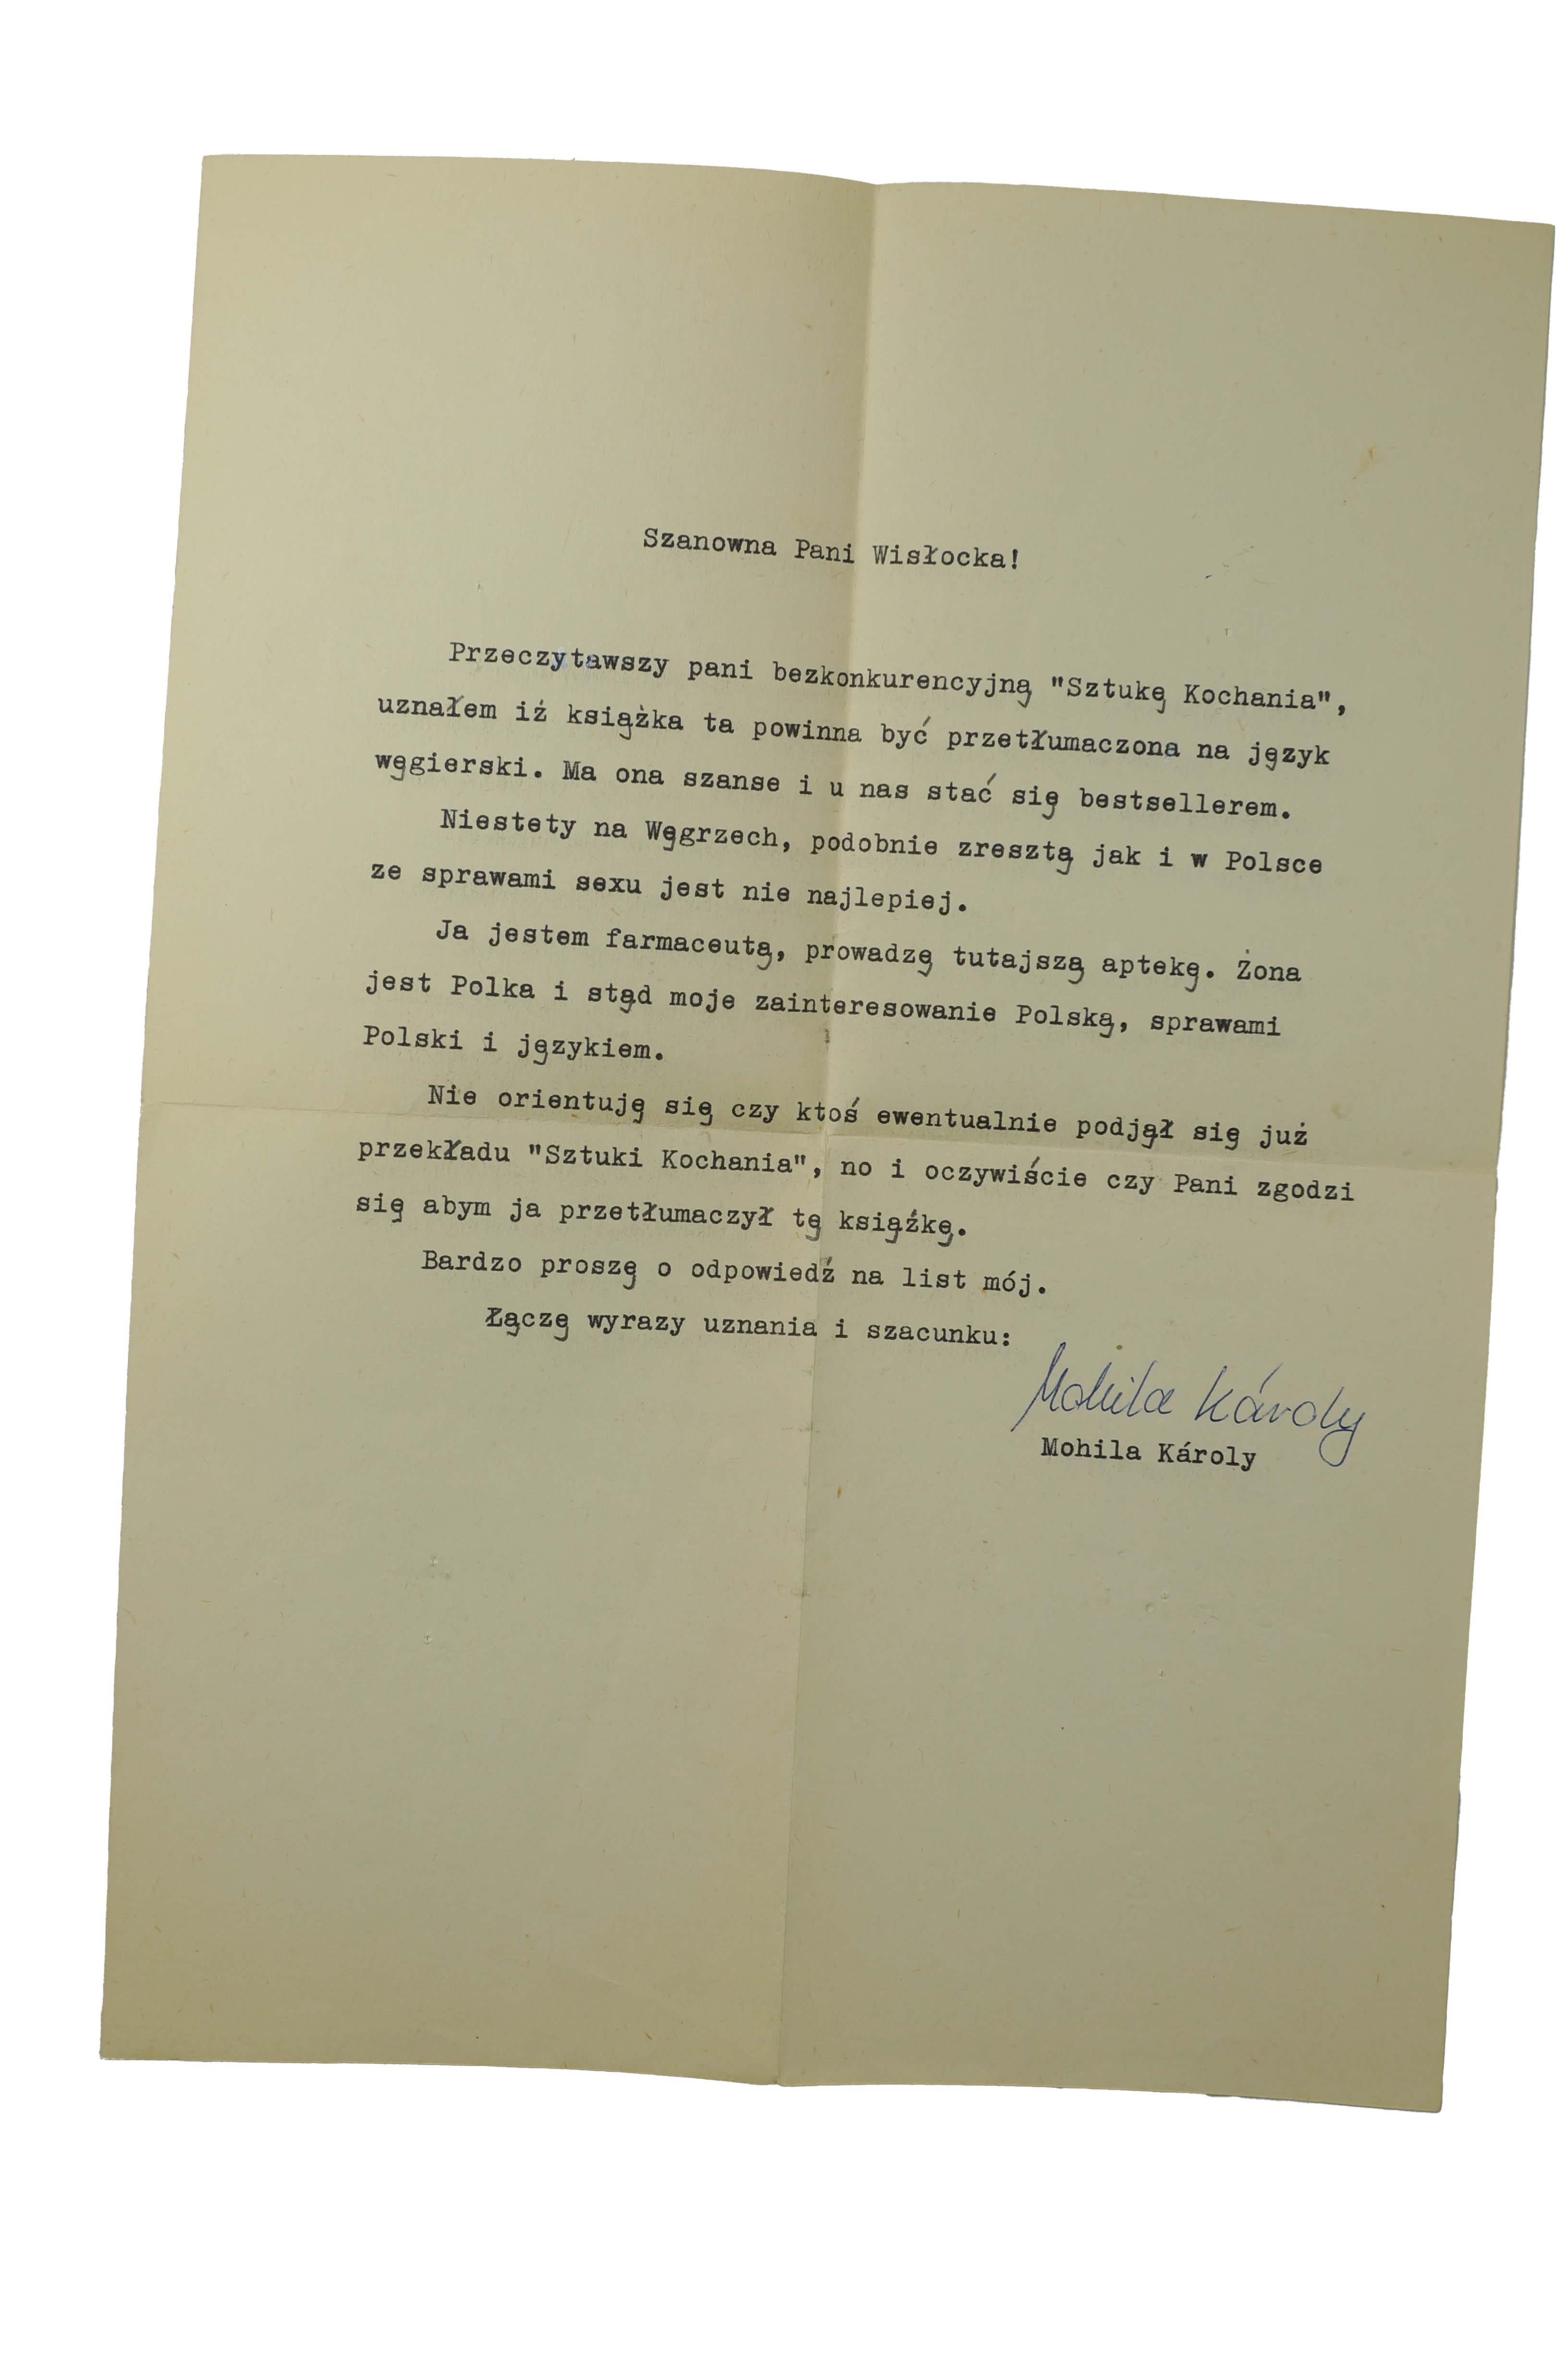 Szanowna Pani Wisłocka!
Przeczytawszy pani bezkonkurencyjną "Sztukę Kochania",
uznałem iż książka ta powinna być przetłumaczona na język
węgierski. Ma ona szanse i u nas stać się bestsellerem.
Niestety na Węgrzech, podobnie zresztą jak i w Polsce
ze sprawami sexu jest nie najlepiej.
Ja jestem farmaceutą, prowadzę tutajszą aptekę. Żona
jest Polka i stąd moje zainteresowanie Polską, sprawami
Polski i językiem.
Nie orientuję się czy ktoś ewentualnie podjął się już
przekładu "Sztuki Kochania", no i oczywiście czy Pani zgodzi
się abym ja przetłumaczył tę książkę.
Bardzo proszę o odpowiedź na list mój.
Łączę wyrazy uznania i szacunku:
Mohila Károly
Mohila Károly